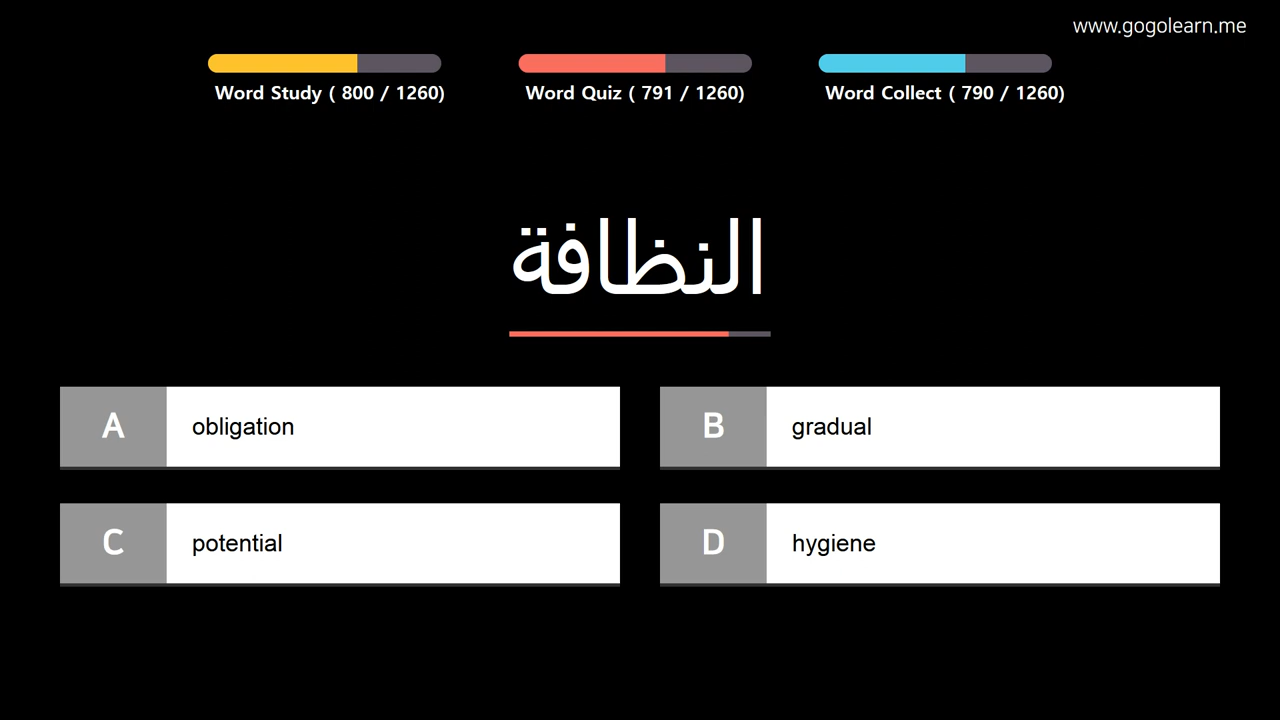 www.gogolearn.me
Word Study ( 800 / 1260)
Word Quiz ( 791 / 1260)
Word Collect ( 790 / 1260)
النظافة
A
obligation
B
gradual
C
potential
D
hygiene